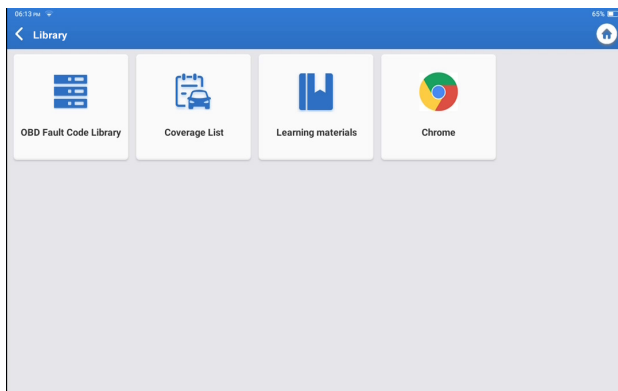 06:13 PM
65%
Library
OBD Fault Code Library
Coverage List
Learning materials
Chrome